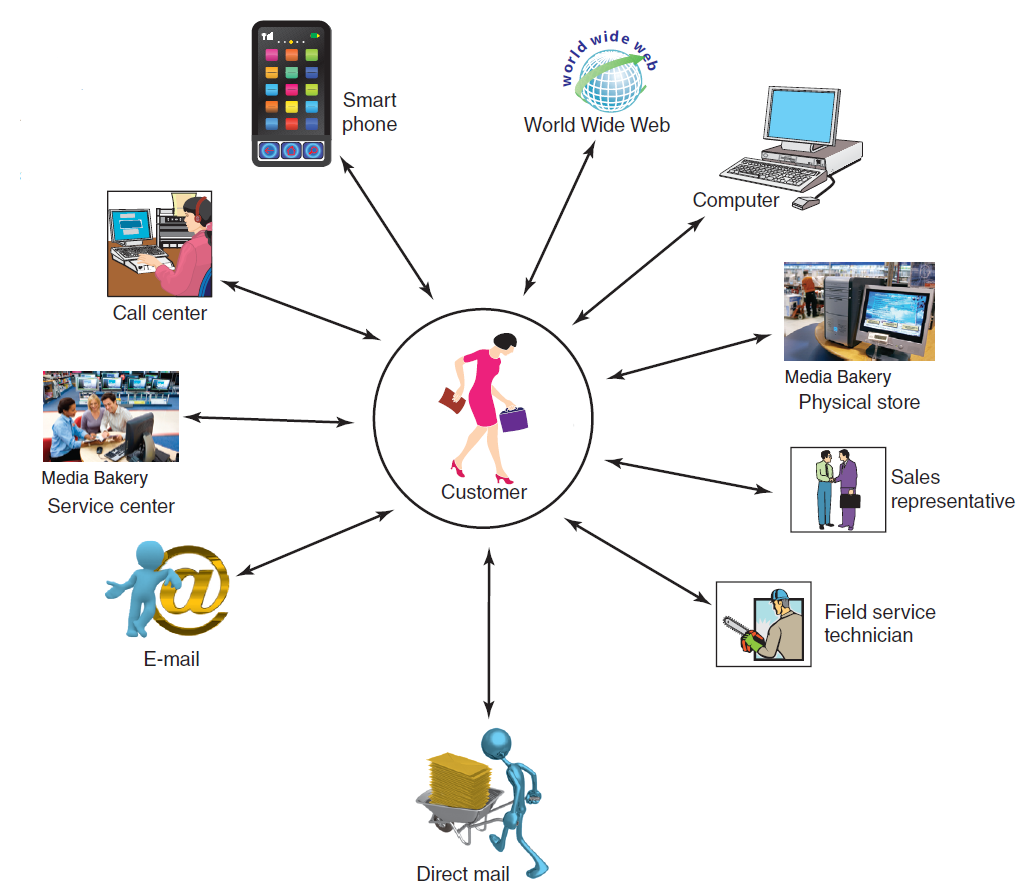 Smart
phone
world wide web
World Wide Web
Computer
Call center
Media Bakery
Physical store
Media Bakery
Service center
Customer
Sales
representative
E-mail
Field service
technician
Direct mail